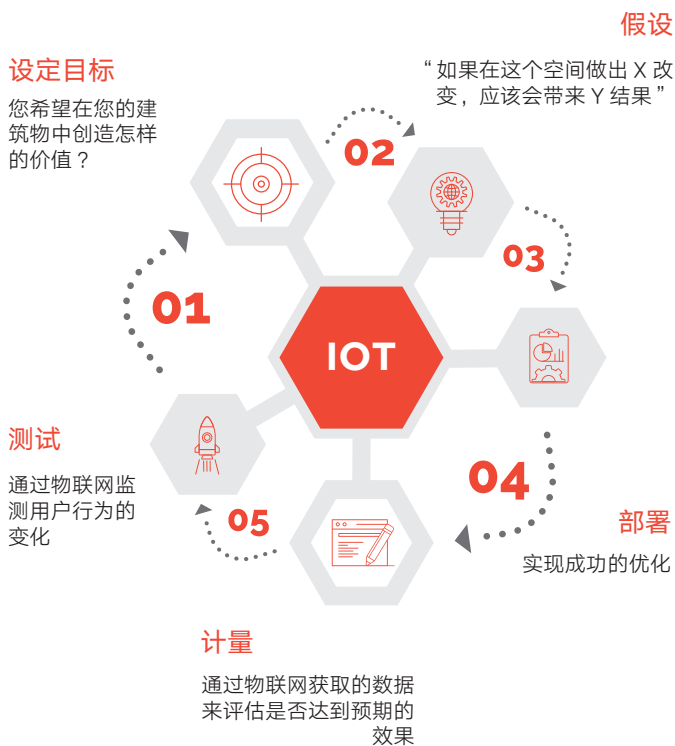 假设
“如果在这个空间做出 X 改
变，应该会带来 Y 结果”
设定目标
您希望在您的建
筑物中创造怎样
的价值？
02
03
01
IOT
测试
通过物联网监
测用户行为的
变化
04
05
部署
实现成功的优化
计量
通过物联网获取的数据
来评估是否达到预期的
效果